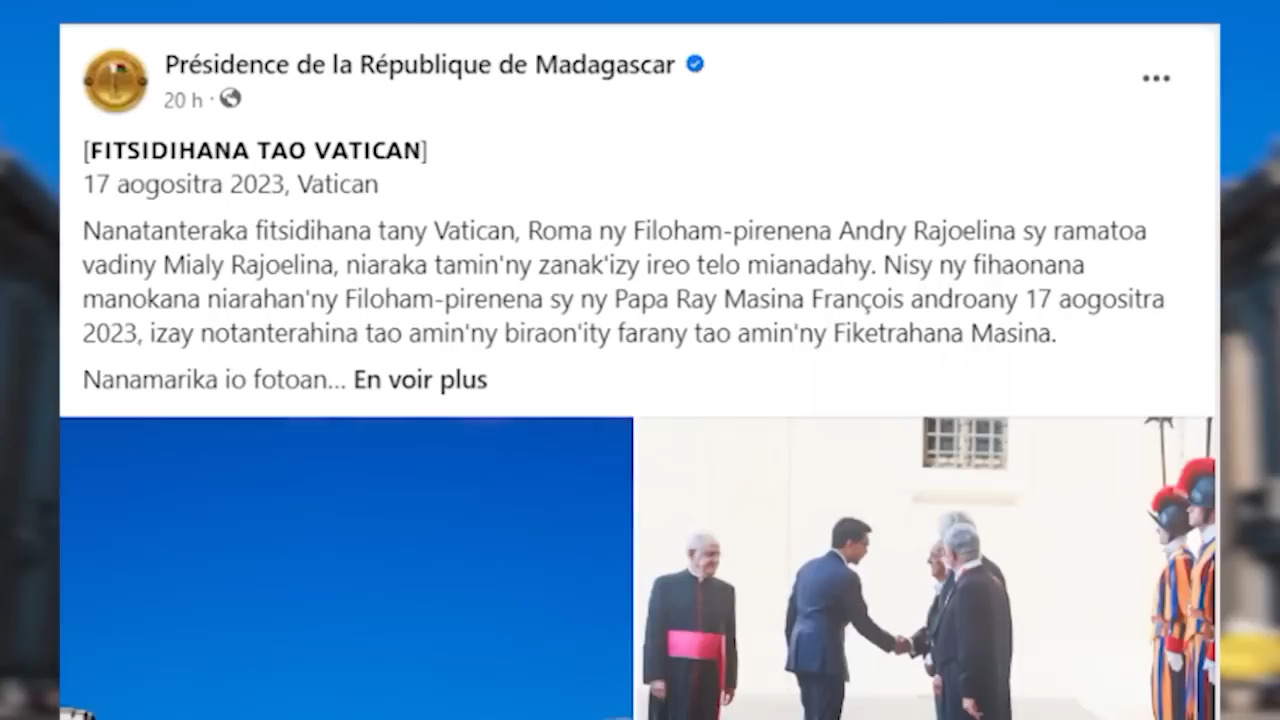 Présidence de la République de Madagascar
20 h ·
[FITSIDIHANA TAO VATICAN]
17 aogositra 2023, Vatican
Nanatanteraka fitsidihana tany Vatican, Roma ny Filoham-pirenena Andry Rajoelina sy ramatoa
vadiny Mialy Rajoelina, niaraka tamin'ny zanak'izy ireo telo mianadahy. Nisy ny fihaonana
manokana niarahan'ny Filoham-pirenena sy ny Papa Ray Masina François androany 17 aogositra
2023, izay notanterahina tao amin'ny biraon'ity farany tao amin'ny Fiketrahana Masina.
Nanamarika io fotoan... En voir plus